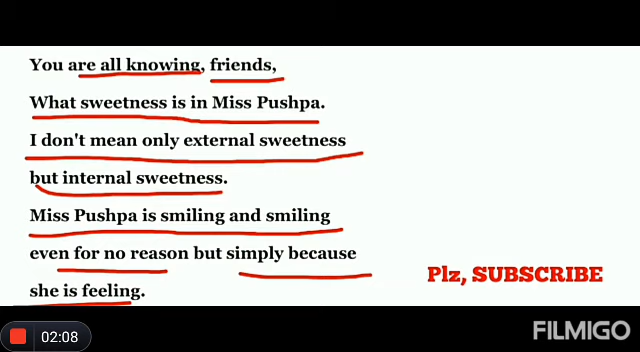 You are all knowing, friends,
What sweetness is in Miss Pushpa.
I don't mean only external sweetness
but internal sweetness.
Miss Pushpa is smiling and smiling
even for no reason but simply because
she is feeling.
Plz, SUBSCRIBE
02:08
FILMIGO